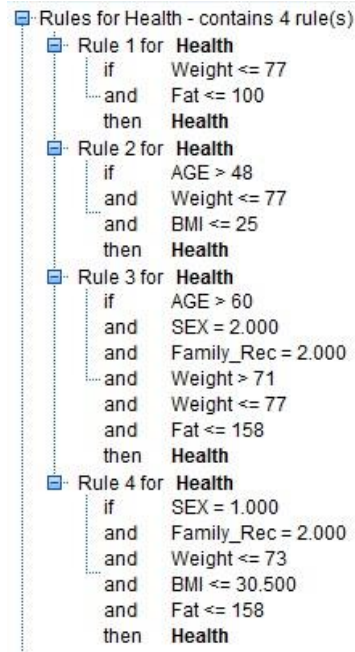 Rules for Health - contains 4 rule(s)
Rule 1 for Health
if Weight <= 77
and Fat <= 100
then Health
Rule 2 for Health
if AGE > 48
and Weight <= 77
and BMI <= 25
then Health
Rule 3 for Health
if AGE > 60
and SEX = 2.000
and Family_Rec = 2.000
and Weight > 71
and Weight <= 77
and Fat <= 158
then Health
Rule 4 for Health
if SEX = 1.000
and Family_Rec = 2.000
and Weight <= 73
and BMI <= 30.500
and Fat <= 158
then Health